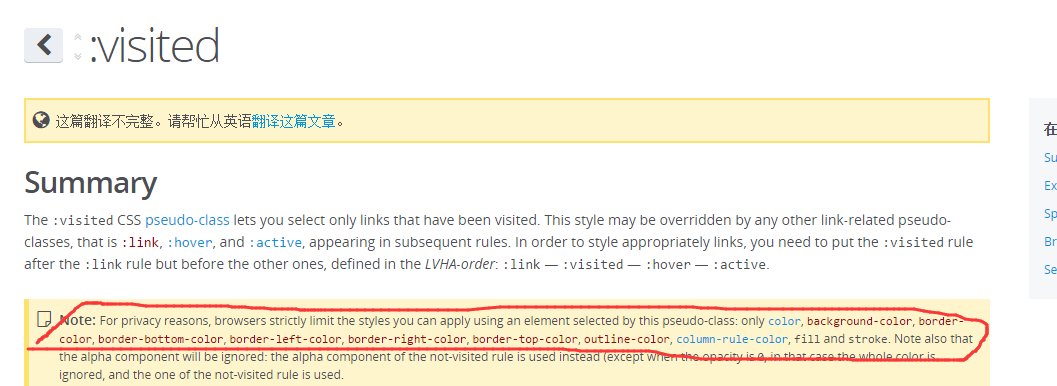 :visited
这篇翻译不完整。请帮忙从英语翻译这篇文章。
Summary
The :visited CSS pseudo-class lets you select only links that have been visited. This style may be overridden by any other link-related pseudo-
classes, that is :link, :hover, and :active, appearing in subsequent rules. In order to style appropriately links, you need to put the :visited rule
after the :link rule but before the other ones, defined in the LVHA-order: :link — :visited — :hover — :active.
Note: For privacy reasons, browsers strictly limit the styles you can apply using an element selected by this pseudo-class: only color, background-color, border-
color, border-bottom-color, border-left-color, border-right-color, border-top-color, outline-color, column-rule-color, fill and stroke. Note also that
the alpha component will be ignored: the alpha component of the not-visited rule is used instead (except when the opacity is 0, in that case the whole color is
ignored, and the one of the not-visited rule is used.
在
Su
Ex
Sp
Br
Se